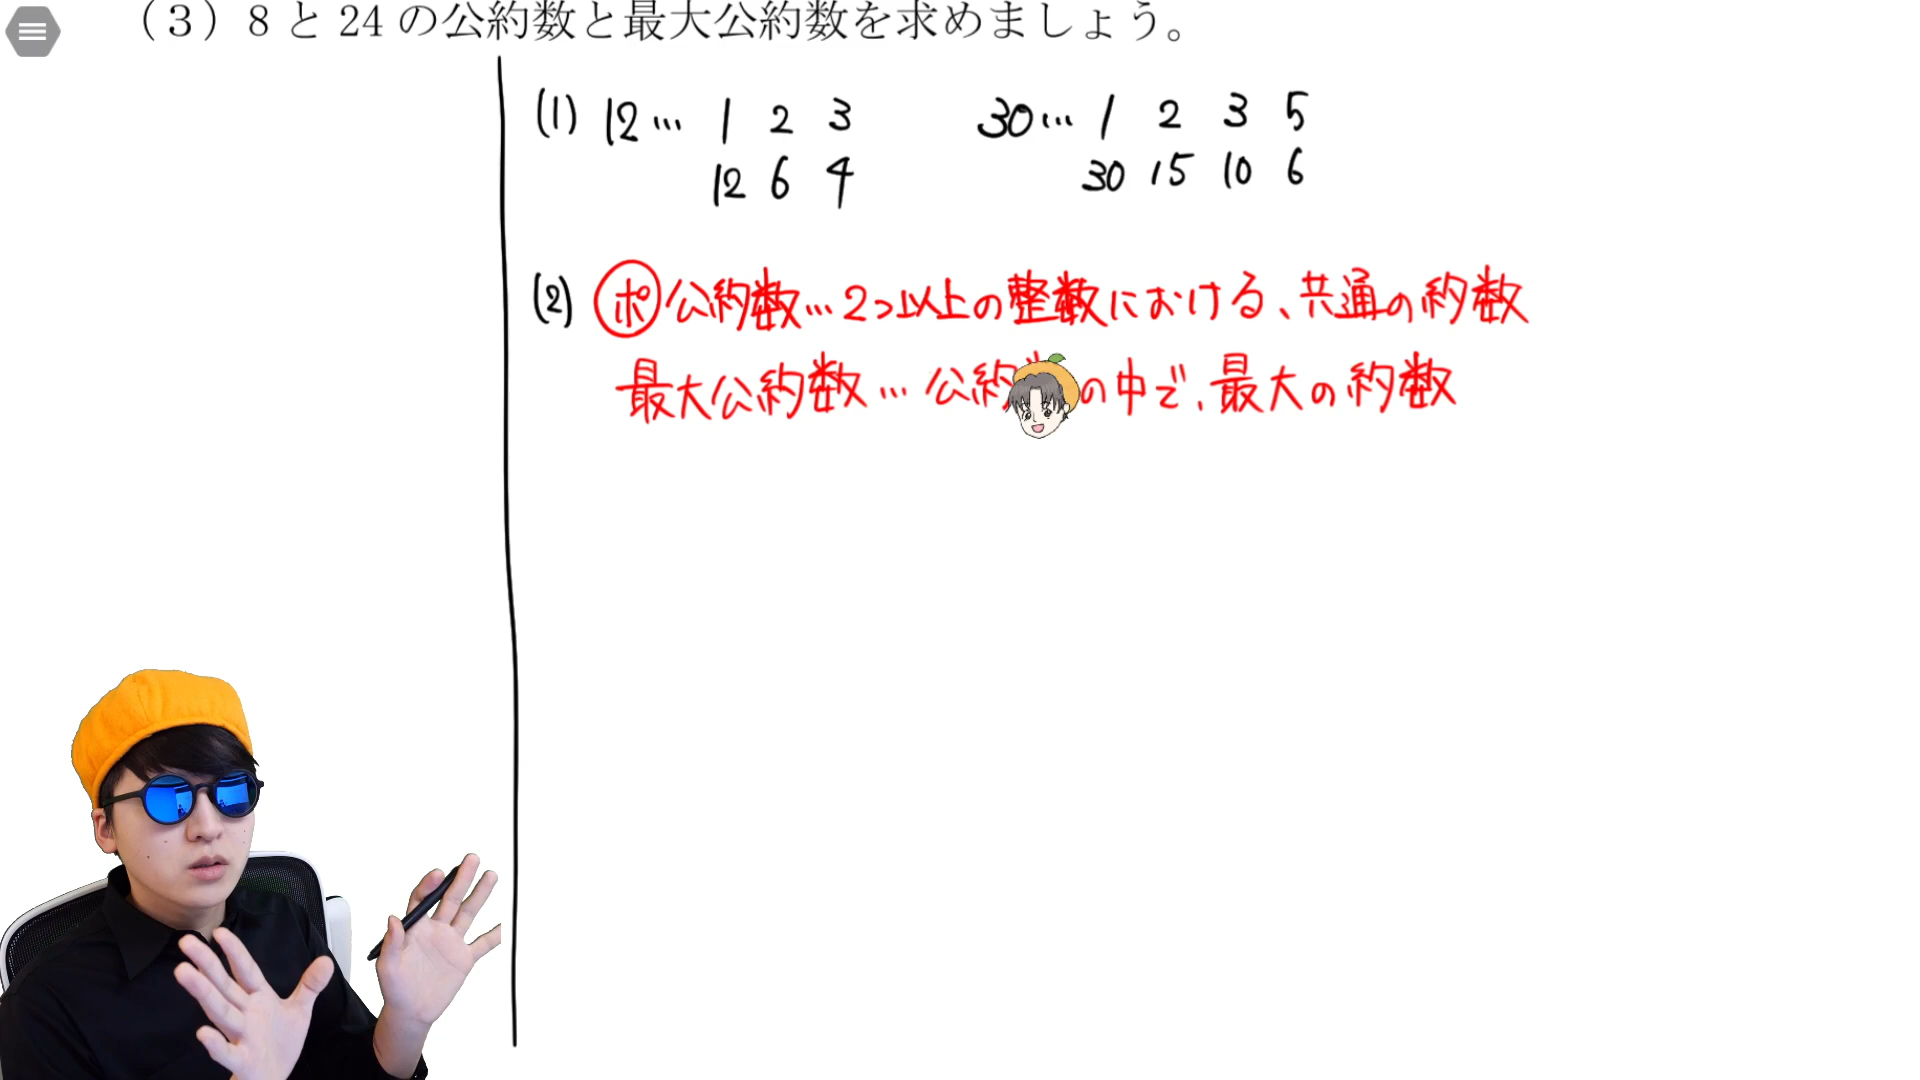 （３）8 と 24 の公約数と最大公約数を求めましょう。
(1) 12… 1 2 3 30… 1 2 3 5
12 6 4 30 15 10 6
(2) ポ 公約数…2つ以上の整数における、共通の約数
最大公約数…公約数の中で、最大の約数